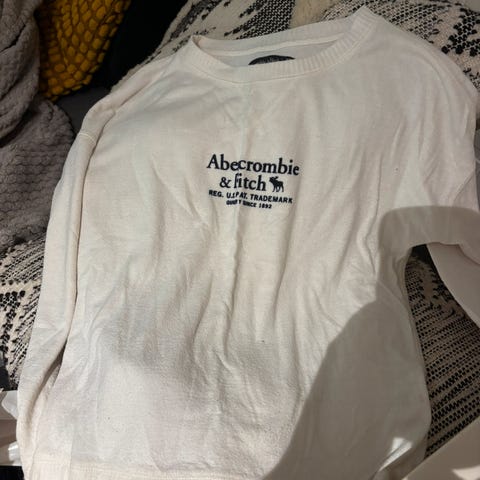 Abercrombie
& Fitch
REG. U.S. PAT. TRADEMARK
QUALITY SINCE 1892